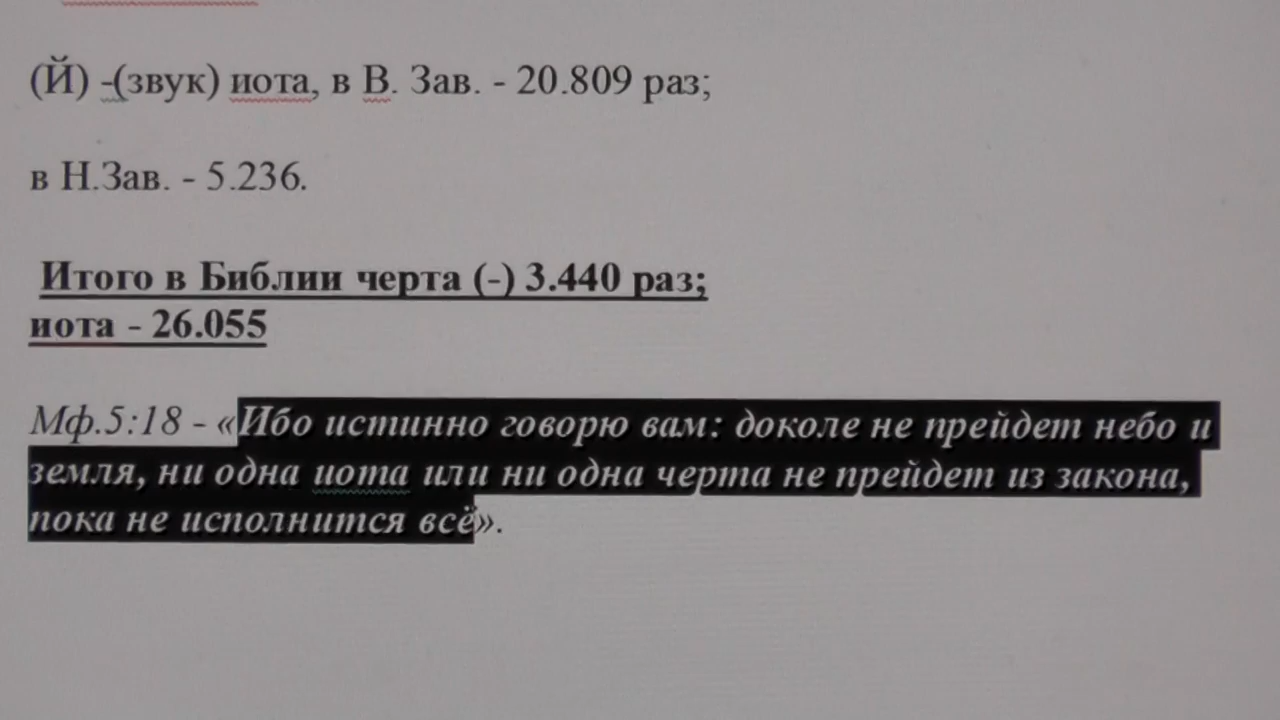 (Й) -(звук) иота, в В. Зав. - 20.809 раз;
в Н.Зав. - 5.236.
Итого в Библии черта (-) 3.440 раз;
иота - 26.055
Мф.5:18 - «Ибо истинно говорю вам: доколе не прейдет небо и
земля, ни одна иота или ни одна черта не прейдет из закона,
пока не исполнится всё».